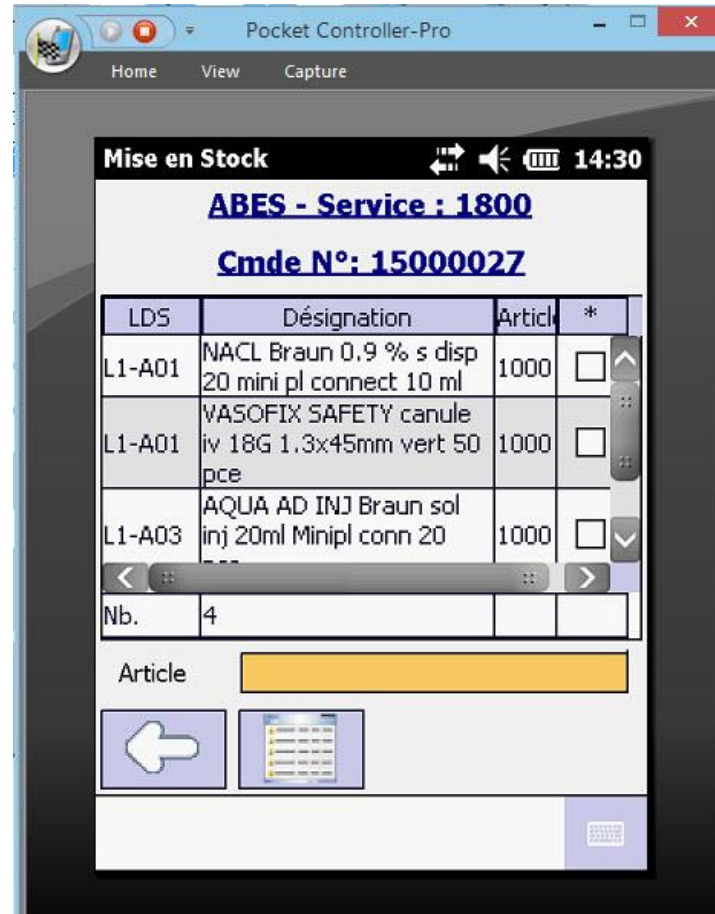 Pocket Controller-Pro
Home View Capture
Mise en Stock 14:30
ABES - Service : 1800
Cmde N°: 15000027
LDS Désignation Articl *
L1-A01 NACL Braun 0.9 % s disp
20 mini pl connect 10 ml 1000
L1-A01 VASOFIX SAFETY canule
iv 18G 1.3x45mm vert 50
pce 1000
L1-A03 AQUA AD INJ Braun sol
inj 20ml Minipl conn 20 1000
Nb. 4
Article